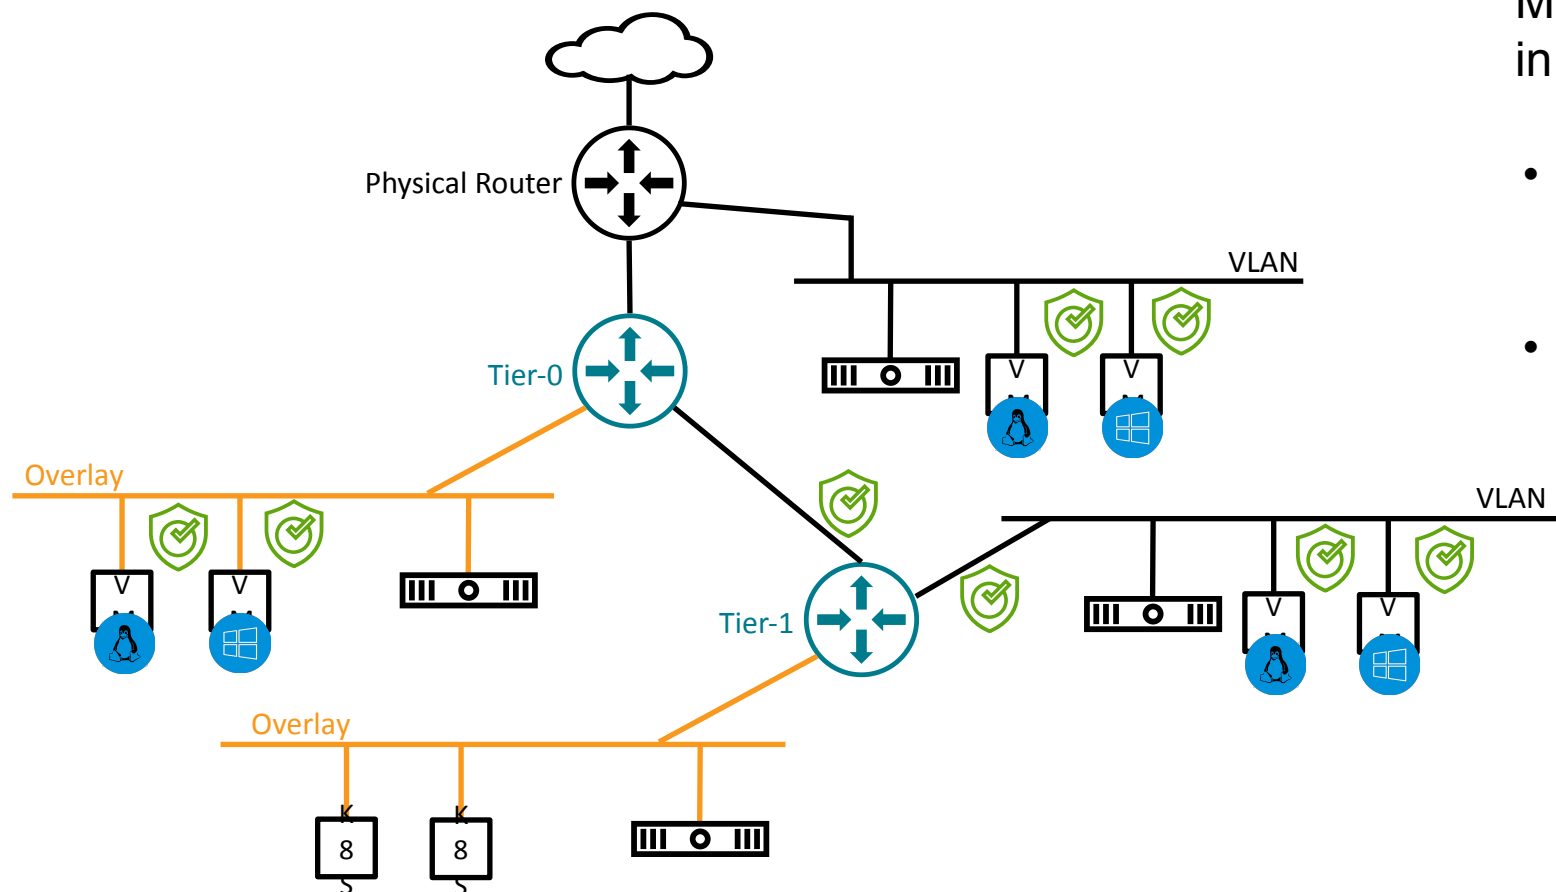 M
in
•
Physical Router
VLAN
•
V
V
Tier-0
Overlay
VLAN
V
V
V
V
Tier-1
Overlay
K
8
S
K
8
S